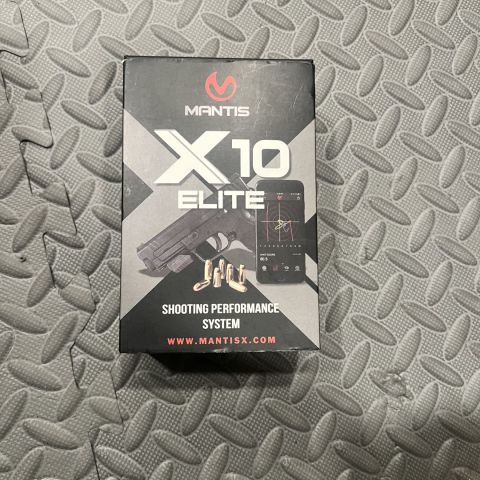 MANTIS
X10
ELITE
SHOOTING PERFORMANCE
SYSTEM
WWW.MANTISX.COM